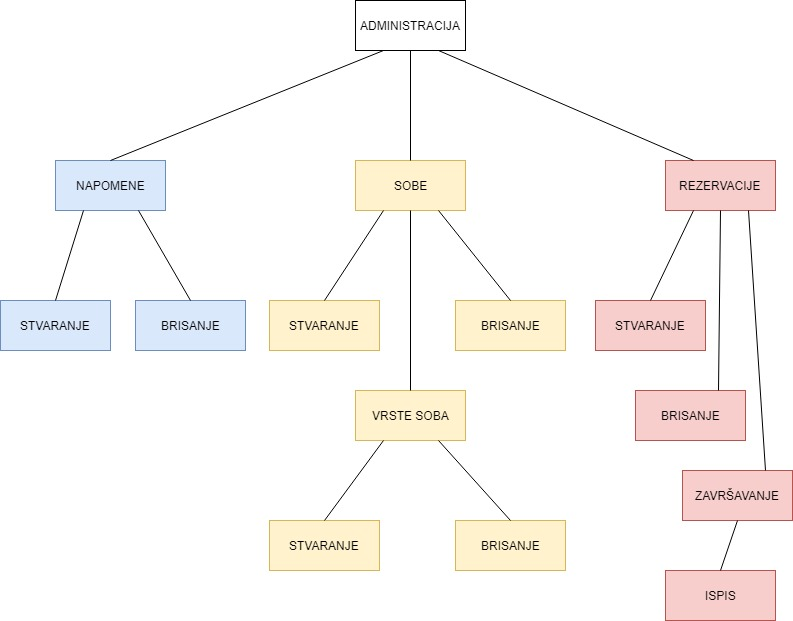 ADMINISTRACIJA
NAPOMENE
SOBE
REZERVACIJE
STVARANJE
BRISANJE
STVARANJE
BRISANJE
STVARANJE
VRSTE SOBA
BRISANJE
ZAVRŠAVANJE
STVARANJE
BRISANJE
ISPIS